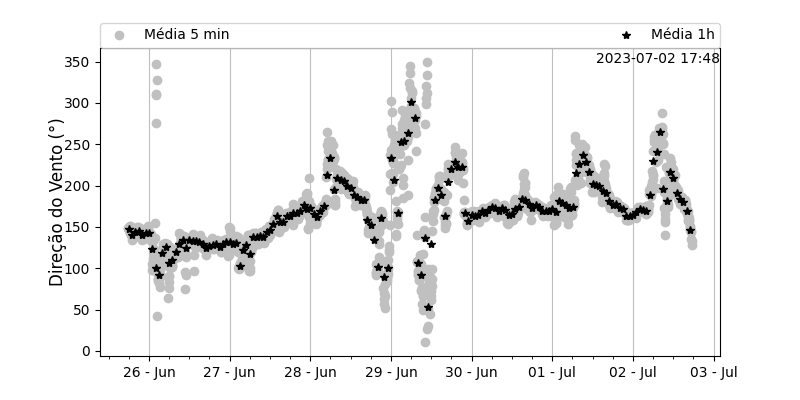 Média 5 min
Média 1h
2023-07-02 17:48
Direção do Vento (°)
350
300
250
200
150
100
50
0
26 - Jun
27 - Jun
28 - Jun
29 - Jun
30 - Jun
01 - Jul
02 - Jul
03 - Jul